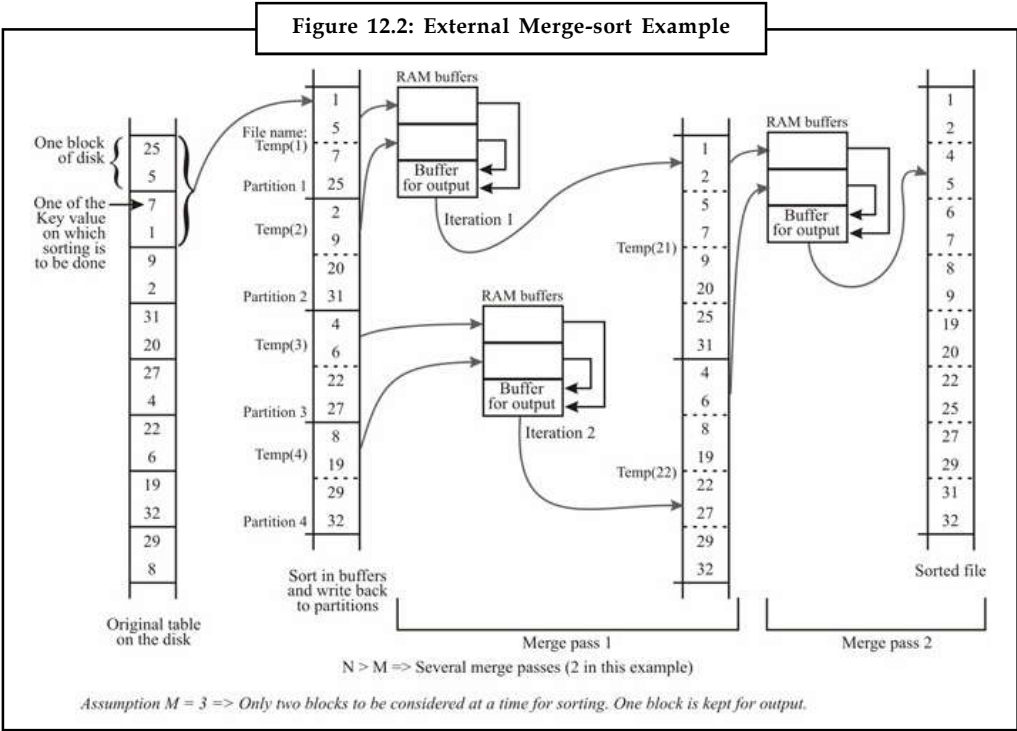 Figure 12.2: External Merge-sort Example
One block
of disk
One of the
Key value
on which
sorting is
to be done
25
5
7
1
9
2
31
20
27
4
22
6
19
32
29
8
Original table
on the disk
File name:
Temp(1)
Partition 1
Temp(2)
Partition 2
Temp(3)
Partition 3
Temp(4)
Partition 4
1
5
7
25
2
9
20
31
4
6
22
27
8
19
29
32
Sort in buffers
and write back
to partitions
RAM buffers
Buffer
for output
Iteration 1
RAM buffers
Buffer
for output
Iteration 2
Temp(21)
Temp(22)
1
2
5
7
9
20
25
31
4
6
8
19
22
27
29
32
RAM buffers
Buffer
for output
1
2
4
5
6
7
8
9
19
20
22
25
27
29
31
32
Sorted file
Merge pass 1
Merge pass 2
N > M => Several merge passes (2 in this example)
Assumption M = 3 => Only two blocks to be considered at a time for sorting. One block is kept for output.